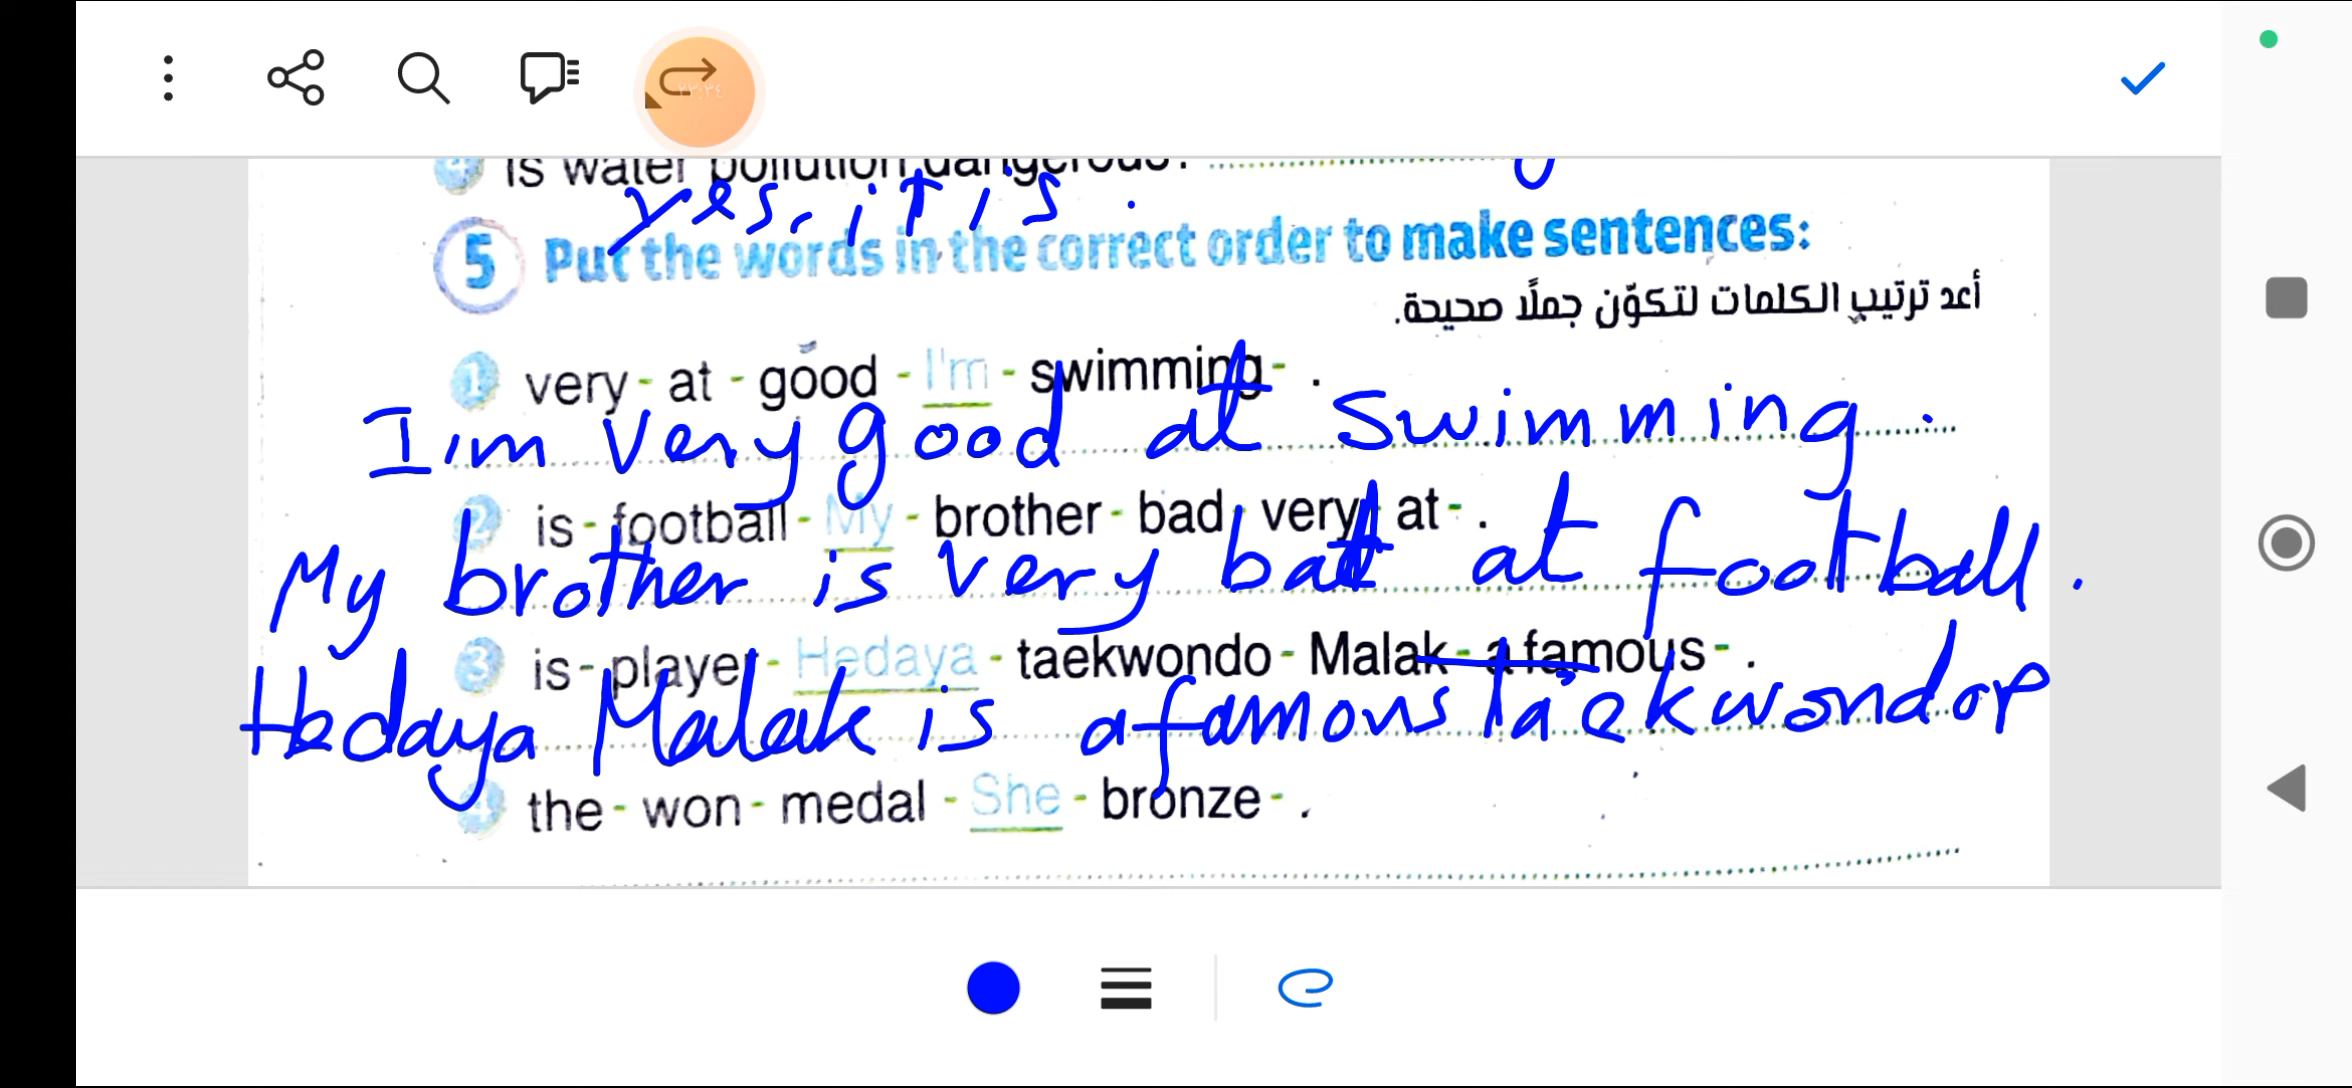 ٢٢:٢٤
4 Is water pollution dangerous?
yes, it is.
5 Put the words in the correct order to make sentences:
أعد ترتيب الكلمات لتكوّن جملًا صحيحة.
1 very - at - good - I'm - swimming - .
I'm very good at swimming.
2 is - football - My - brother - bad - very - at - .
My brother is very bad at football.
3 is - player - Hedaya - taekwondo - Malak - a famous - .
Hedaya Malak is a famous taekwondo p
4 the - won - medal - She - bronze - .